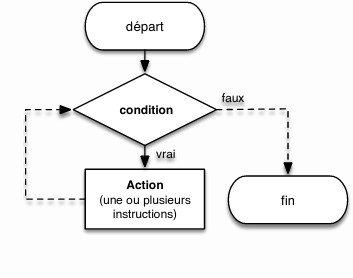 départ
condition
faux
vrai
Action
(une ou plusieurs
instructions)
fin